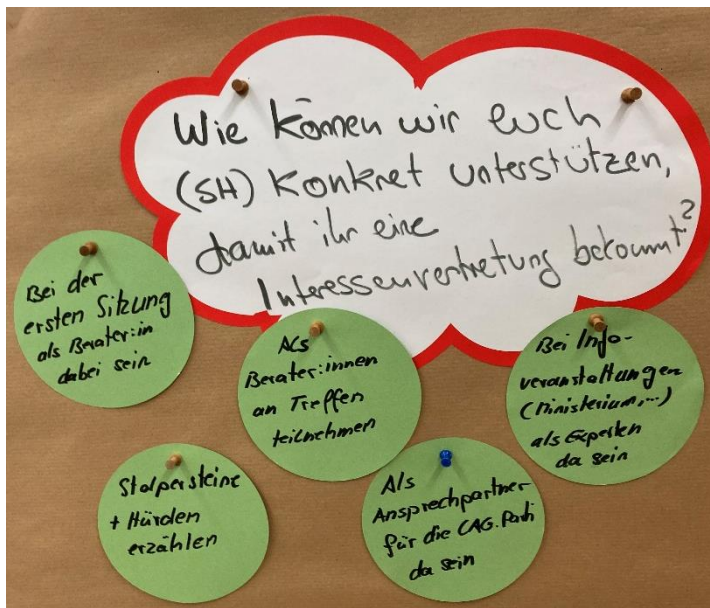 Wie können wir euch
(SH) Konkret unterstützen,
damit ihr eine
Interessenvertretung bekommt?
Bei der
ersten Sitzung
als Berater:in
dabei sein
Als
Berater:innen
an Treffen
teilnehmen
Bei Info-
veranstaltungen
(Ministerium,...)
als Experten
da sein
Stolpersteine
+ Hürden
erzählen
Als
Ansprechpartner
für die LAG.Parti
da sein